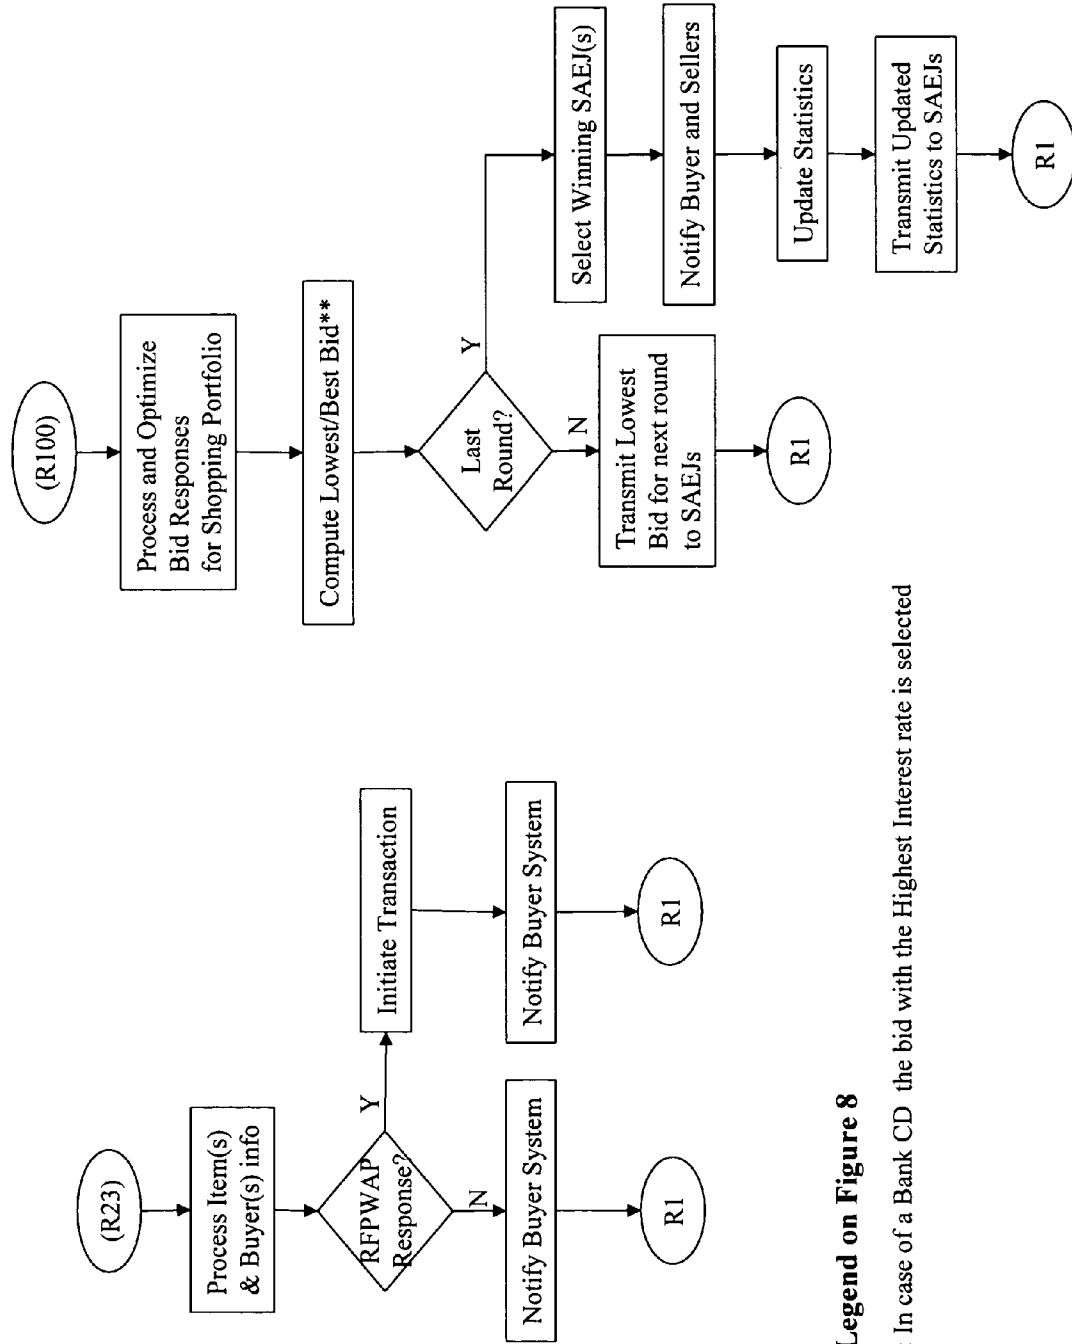 (R23)
Process Item(s)
& Buyer(s) info
RFPWAP
Response?
Y
N
Initiate Transaction
Notify Buyer System
R1
Notify Buyer System
R1
(R100)
Process and Optimize
Bid Responses
for Shopping Portfolio
Compute Lowest/Best Bid**
Last
Round?
Y
N
Transmit Lowest
Bid for next round
to SAEJs
R1
Select Winning SAEJ(s)
Notify Buyer and Sellers
Update Statistics
Transmit Updated
Statistics to SAEJs
R1
Legend on Figure 8
In case of a Bank CD the bid with the Highest Interest rate is selected